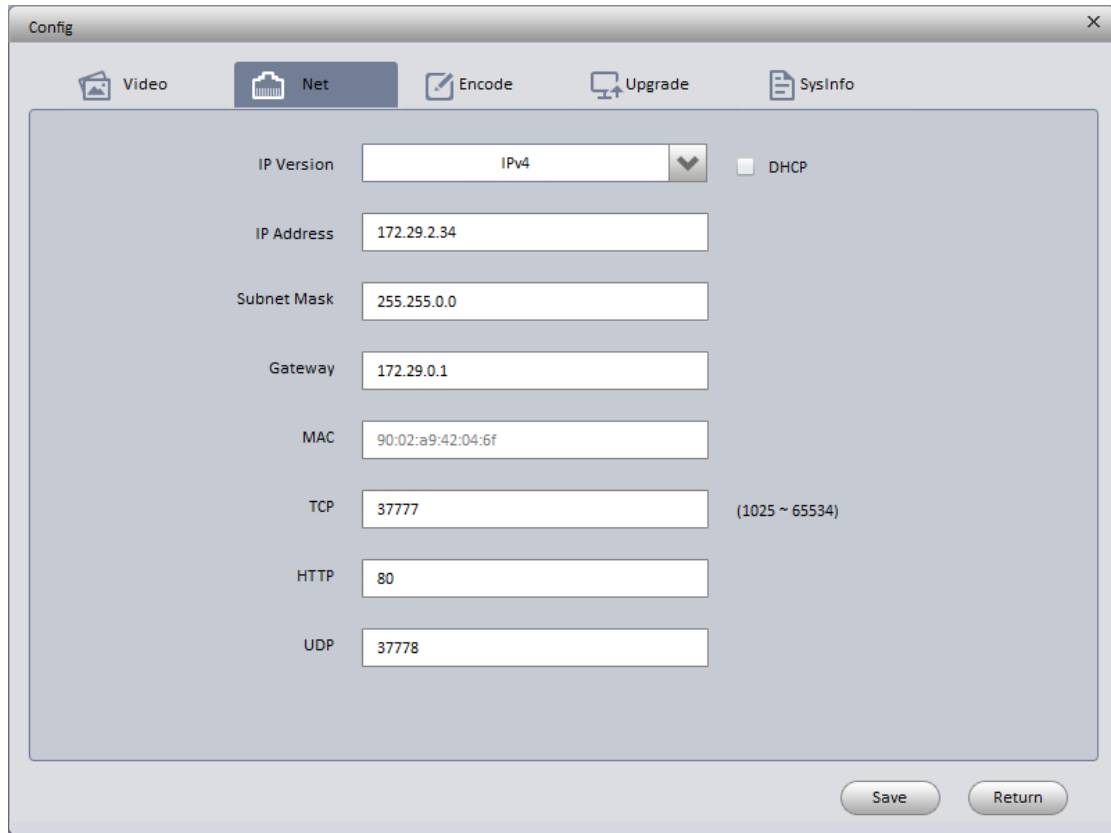 Config
Video Net Encode Upgrade SysInfo
IP Version IPv4 DHCP
IP Address 172.29.2.34
Subnet Mask 255.255.0.0
Gateway 172.29.0.1
MAC 90:02:a9:42:04:6f
TCP 37777 (1025 ~ 65534)
HTTP 80
UDP 37778
Save Return